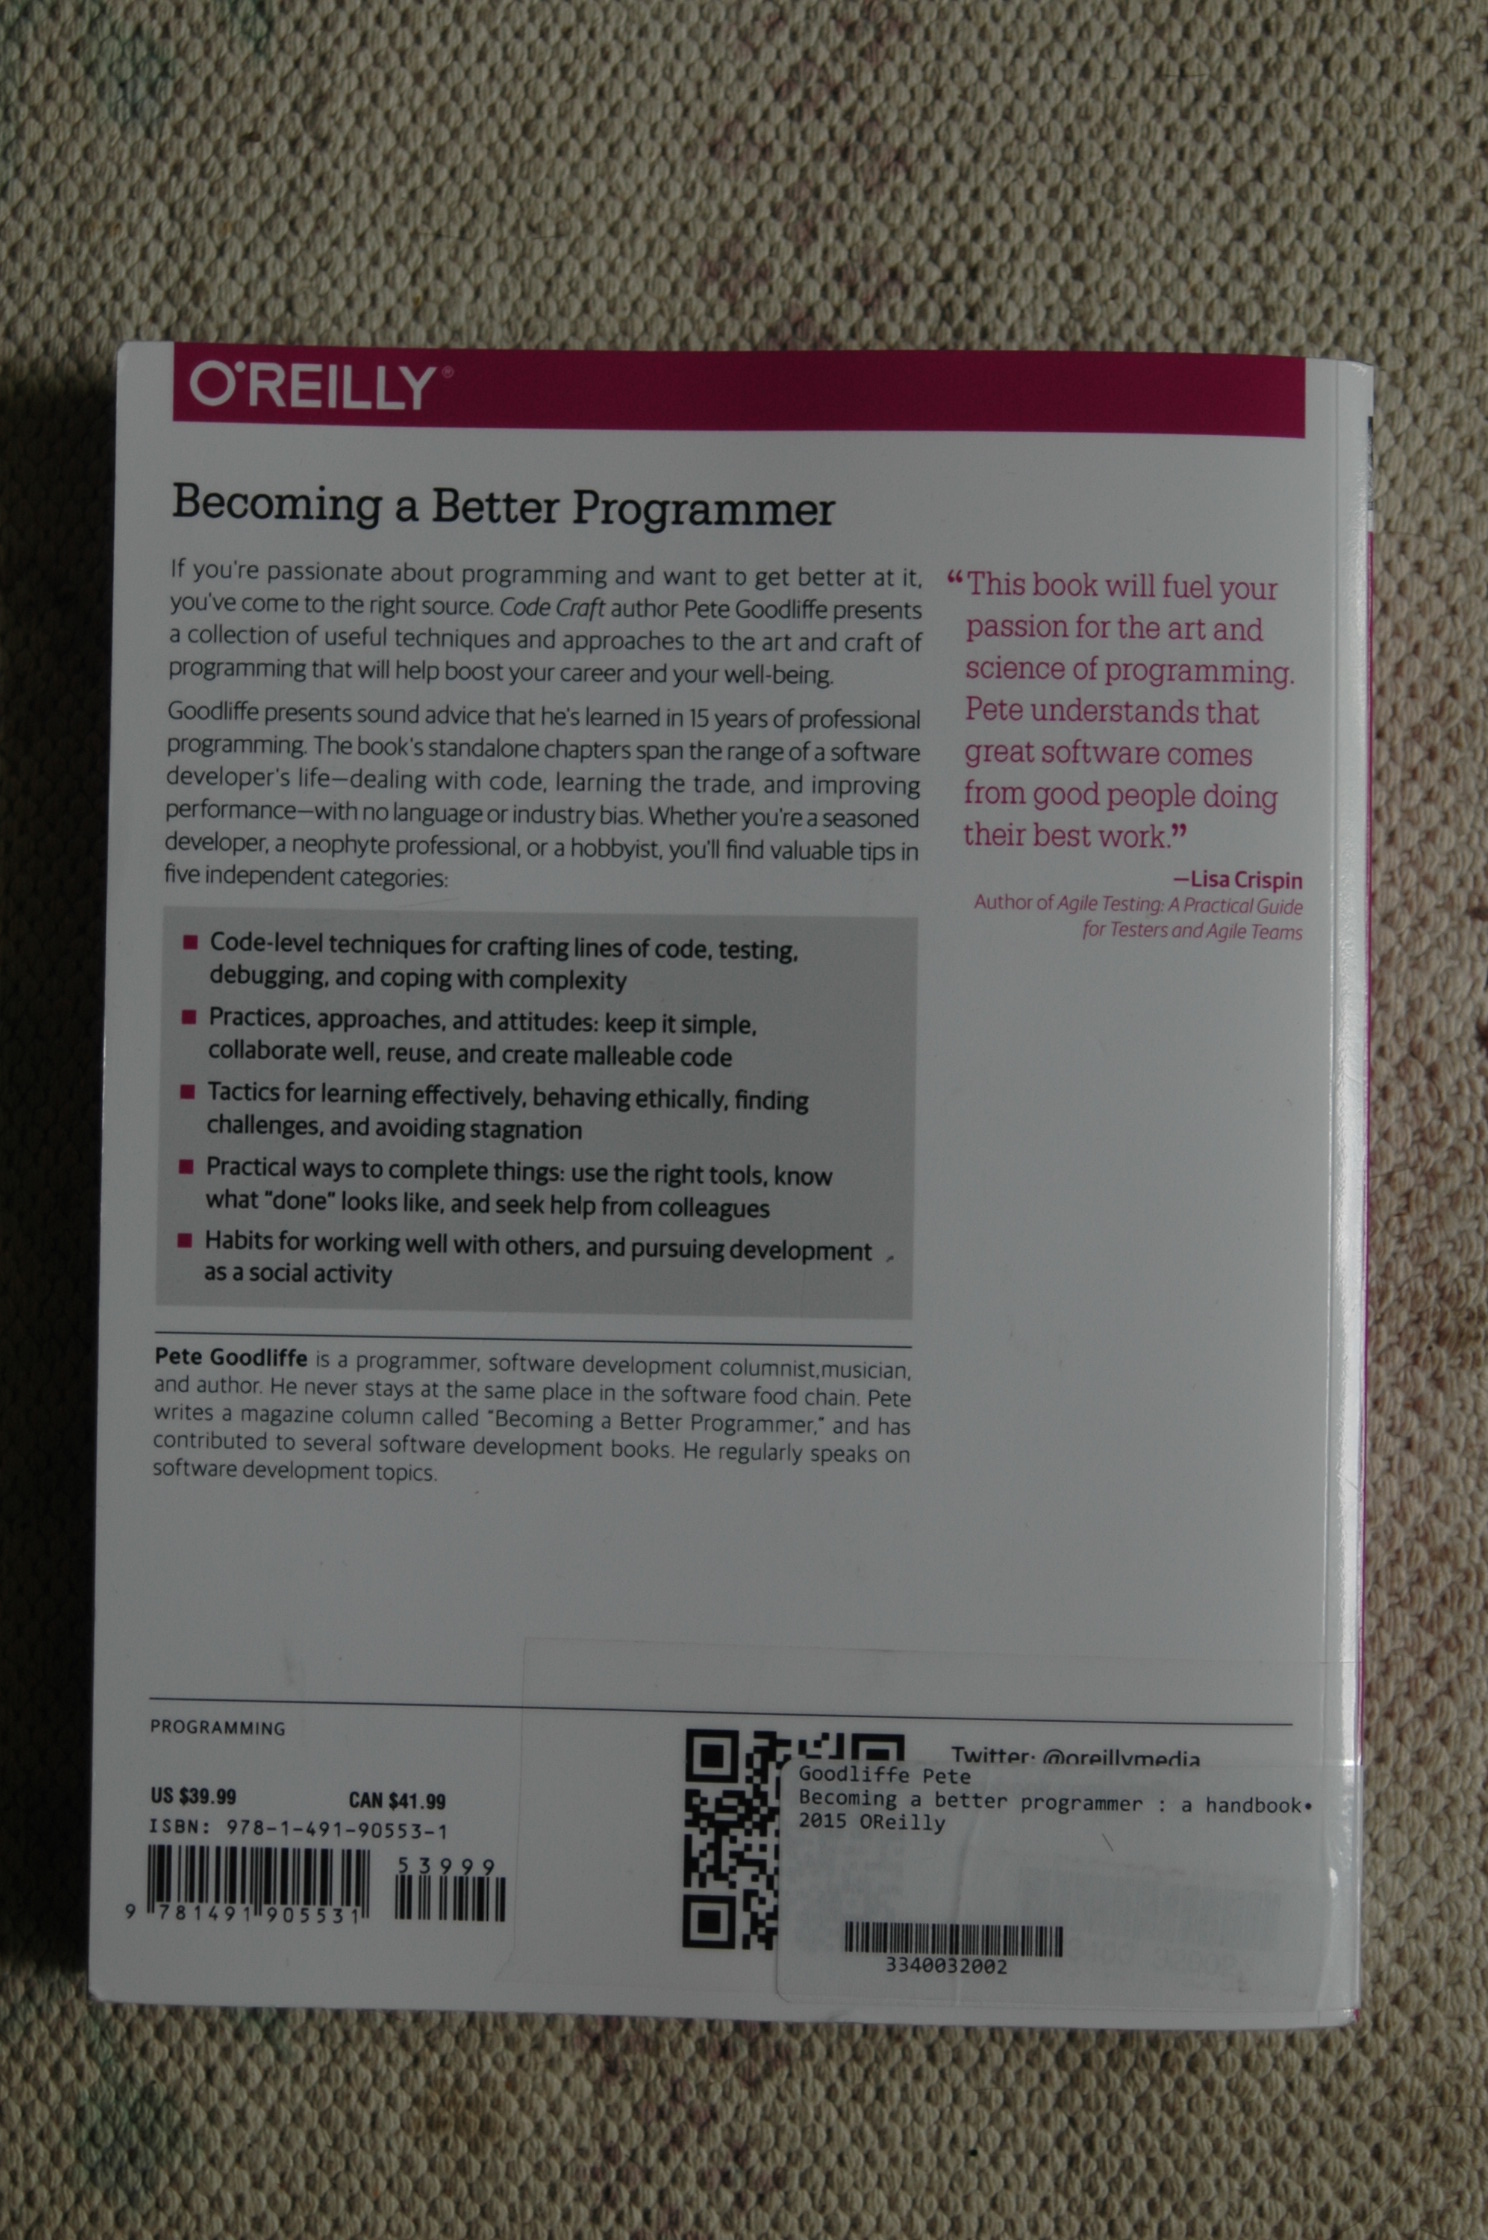 O'REILLY®
Becoming a Better Programmer
If you're passionate about programming and want to get better at it,
you've come to the right source. Code Craft author Pete Goodliffe presents
a collection of useful techniques and approaches to the art and craft of
programming that will help boost your career and your well-being.
Goodliffe presents sound advice that he's learned in 15 years of professional
programming. The book's standalone chapters span the range of a software
developer's life—dealing with code, learning the trade, and improving
performance—with no language or industry bias. Whether you're a seasoned
developer, a neophyte professional, or a hobbyist, you'll find valuable tips in
five independent categories:
■ Code-level techniques for crafting lines of code, testing,
debugging, and coping with complexity
■ Practices, approaches, and attitudes: keep it simple,
collaborate well, reuse, and create malleable code
■ Tactics for learning effectively, behaving ethically, finding
challenges, and avoiding stagnation
■ Practical ways to complete things: use the right tools, know
what "done" looks like, and seek help from colleagues
■ Habits for working well with others, and pursuing development
as a social activity
Pete Goodliffe is a programmer, software development columnist,musician,
and author. He never stays at the same place in the software food chain. Pete
writes a magazine column called "Becoming a Better Programmer," and has
contributed to several software development books. He regularly speaks on
software development topics.
“This book will fuel your
passion for the art and
science of programming.
Pete understands that
great software comes
from good people doing
their best work.”
—Lisa Crispin
Author of Agile Testing: A Practical Guide
for Testers and Agile Teams
PROGRAMMING
US $39.99 CAN $41.99
ISBN: 978-1-491-90553-1
53999
9 781491 905531
Twitter: @oreillymedia
Goodliffe Pete
Becoming a better programmer : a handbook•
2015 OReilly
3340032002